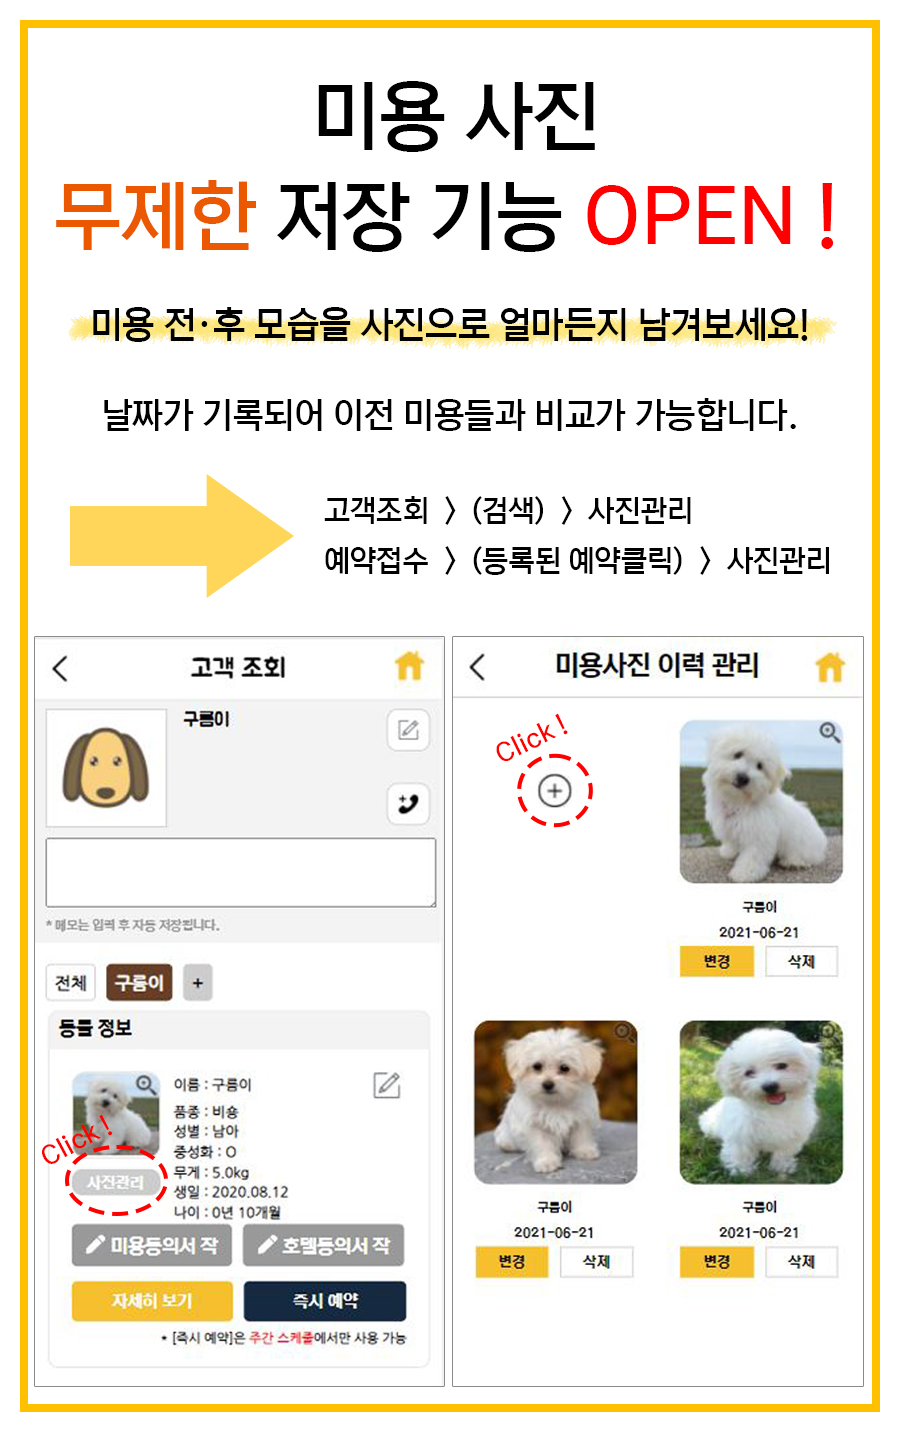 미용 사진
무제한 저장 기능 OPEN !
미용 전·후 모습을 사진으로 얼마든지 남겨보세요!
날짜가 기록되어 이전 미용들과 비교가 가능합니다.
고객조회 > (검색) > 사진관리
예약접수 > (등록된 예약클릭) > 사진관리
고객 조회
구름이
* 메모는 입력 후 자동 저장됩니다.
전체 구름이 +
동물 정보
이름 : 구름이
품종 : 비숑
성별 : 남아
중성화 : O
무게 : 5.0kg
생일 : 2020.08.12
나이 : 0년 10개월
Click !
사진관리
미용동의서 작 호텔동의서 작
자세히 보기 즉시 예약
* [즉시 예약]은 주간 스케줄에서만 사용 가능
미용사진 이력 관리
Click !
구름이
2021-06-21
변경 삭제
구름이
2021-06-21
변경 삭제
구름이
2021-06-21
변경 삭제